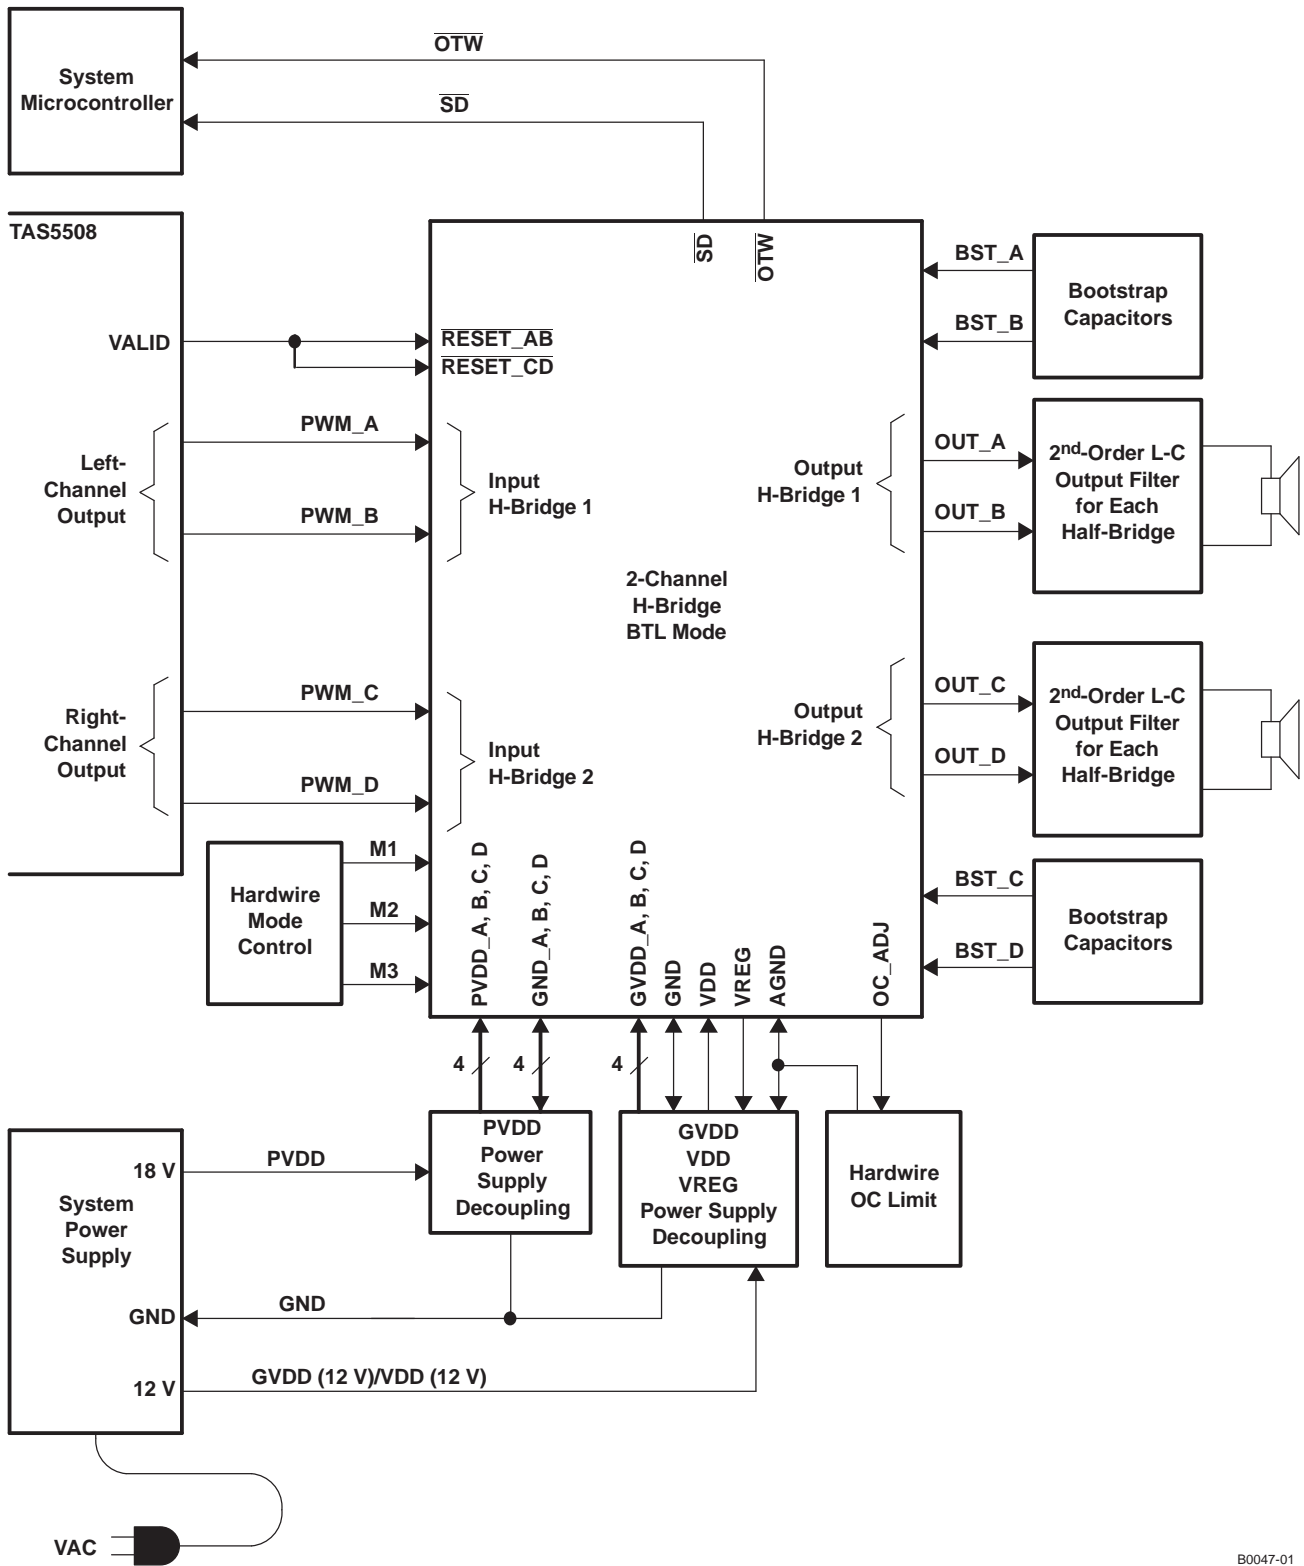 OTW
System
Microcontroller
SD
TAS5508
SD
OTW
BST_A
Bootstrap
Capacitors
BST_B
VALID
RESET_AB
RESET_CD
PWM_A
Left-
Channel
Output
Input
H-Bridge 1
PWM_B
Output
H-Bridge 1
OUT_A
OUT_B
2nd-Order L-C
Output Filter
for Each
Half-Bridge
2-Channel
H-Bridge
BTL Mode
PWM_C
Right-
Channel
Output
Input
H-Bridge 2
PWM_D
Output
H-Bridge 2
OUT_C
OUT_D
2nd-Order L-C
Output Filter
for Each
Half-Bridge
Hardwire
Mode
Control
M1
M2
M3
PVDD_A, B, C, D
GND_A, B, C, D
GVDD_A, B, C, D
GND
VDD
VREG
AGND
OC_ADJ
BST_C
Bootstrap
Capacitors
BST_D
4
4
4
PVDD
Power
Supply
Decoupling
GVDD
VDD
VREG
Power Supply
Decoupling
Hardwire
OC Limit
18 V
PVDD
System
Power
Supply
GND
GND
12 V
GVDD (12 V)/VDD (12 V)
VAC
B0047-01